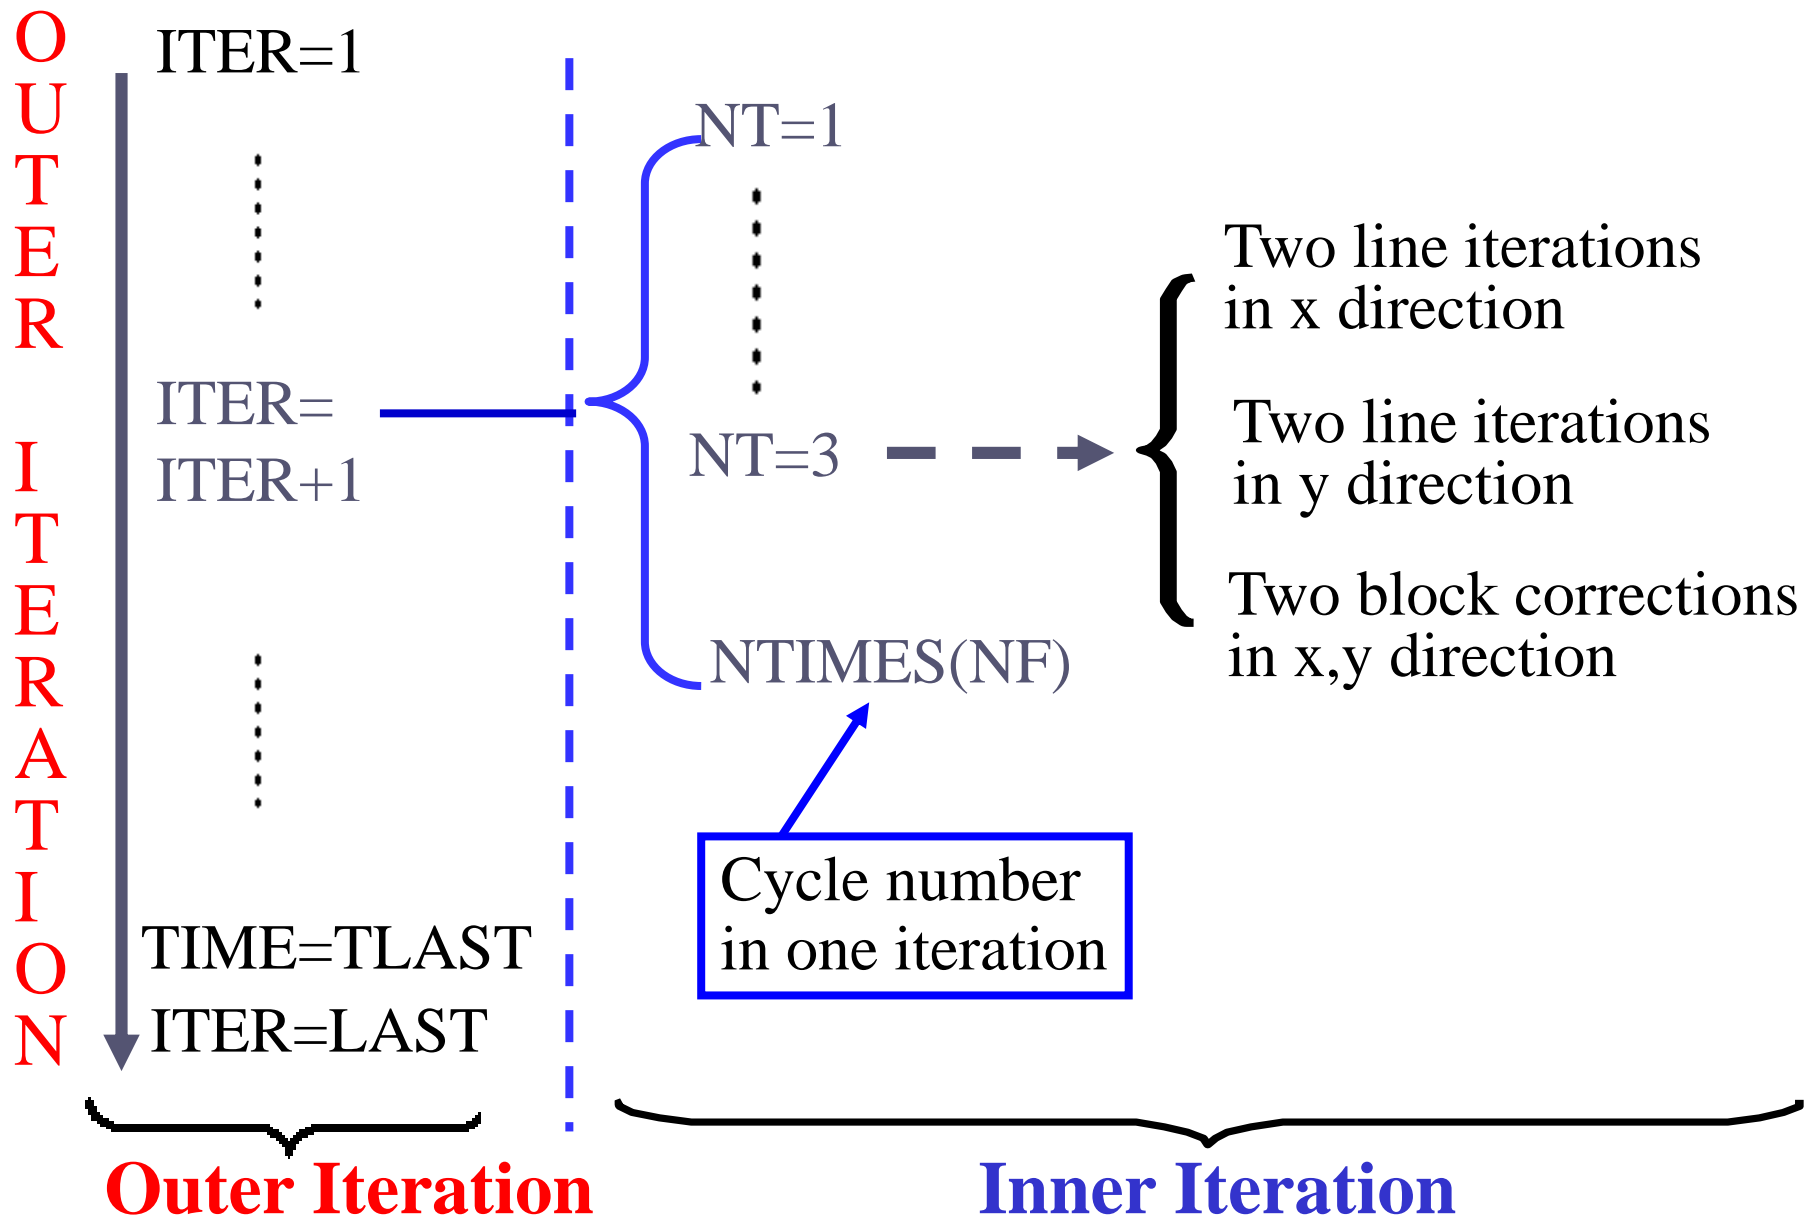 OUTER ITERATION
ITER=1
ITER=
ITER+1
TIME=TLAST
ITER=LAST
NT=1
NT=3
NTIMES(NF)
Cycle number
in one iteration
Two line iterations
in x direction
Two line iterations
in y direction
Two block corrections
in x,y direction
Outer Iteration
Inner Iteration